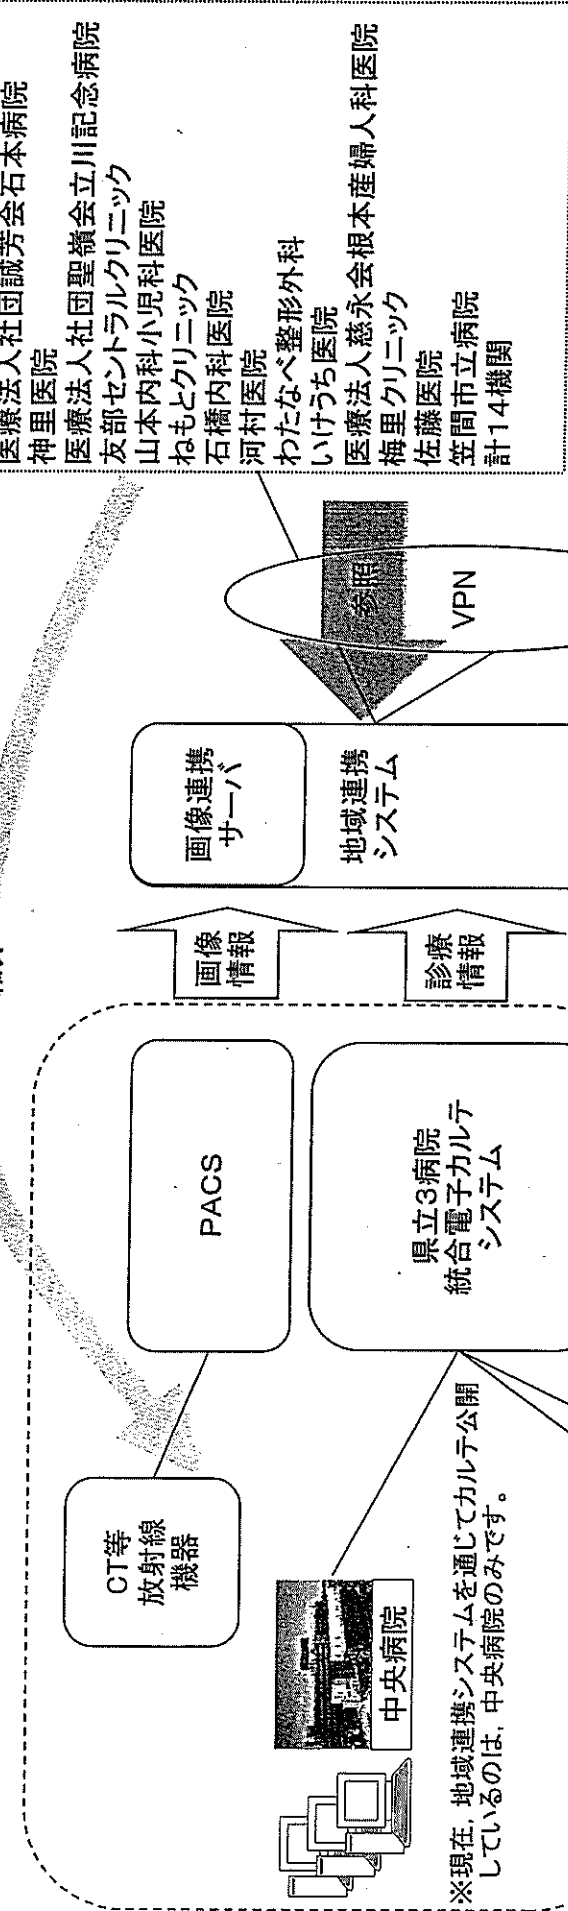 CT等
放射線
機器
中央病院
※現在，地域連携システムを通じてカルテ公開
しているのは，中央病院のみです。
PACS
県立3病院
統合電子カルテ
システム
画像
情報
診療
情報
画像連携
サーバ
地域連携
システム
参照
VPN
医療法人社団誠芳会石本病院
神里医院
医療法人社団聖嶺会立川記念病院
友部セントラルクリニック
山本内科小児科医院
ねもとクリニック
石橋内科医院
河村医院
わたなべ整形外科
いけうち医院
医療法人慈永会根本産婦人科医院
梅里クリニック
佐藤医院
笠間市立病院
計14機関